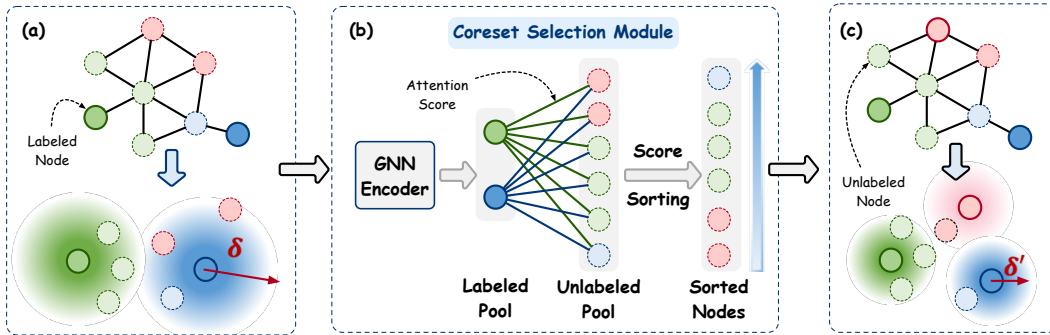 (a)
Labeled
Node
δ
(b)
Coreset Selection Module
Attention
Score
GNN
Encoder
Score
Sorting
Labeled
Pool
Unlabeled
Pool
Sorted
Nodes
(c)
Unlabeled
Node
δ′